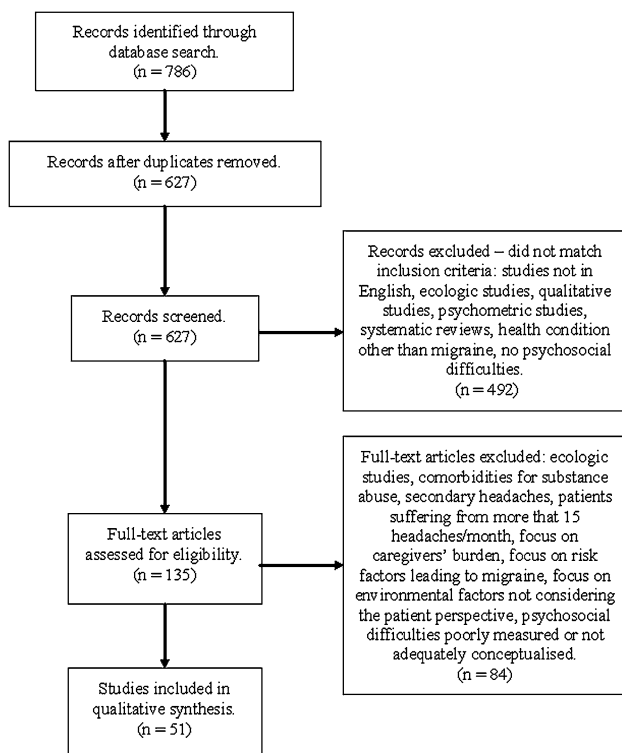 Records identified through
database search.
(n = 786)
Records after duplicates removed.
(n = 627)
Records screened.
(n = 627)
Records excluded – did not match
inclusion criteria: studies not in
English, ecologic studies, qualitative
studies, psychometric studies,
systematic reviews, health condition
other than migraine, no psychosocial
difficulties.
(n = 492)
Full-text articles
assessed for eligibility.
(n = 135)
Full-text articles excluded: ecologic
studies, comorbidities for substance
abuse, secondary headaches, patients
suffering from more that 15
headaches/month, focus on
caregivers’ burden, focus on risk
factors leading to migraine, focus on
environmental factors not considering
the patient perspective, psychosocial
difficulties poorly measured or not
adequately conceptualised.
(n = 84)
Studies included in
qualitative synthesis.
(n = 51)